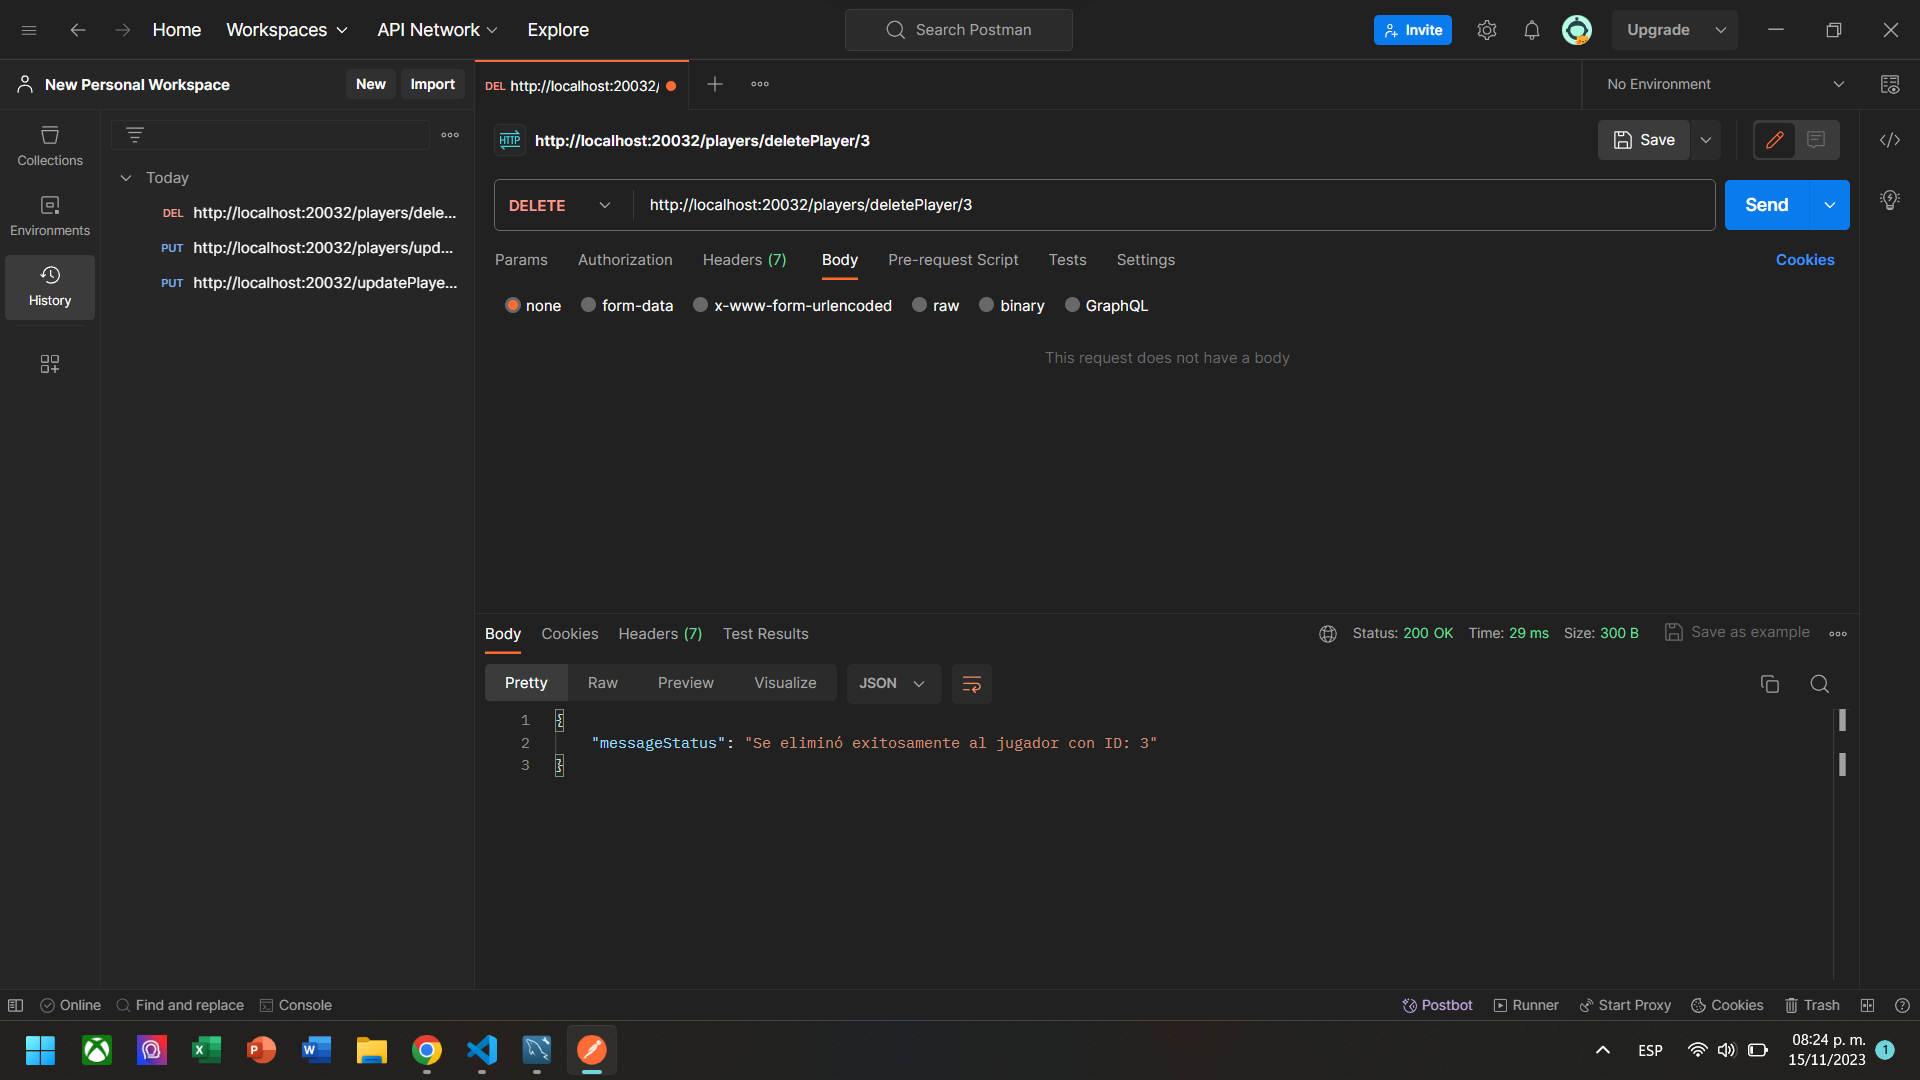 Home Workspaces API Network Explore Search Postman Invite Upgrade
New Personal Workspace New Import DEL http://localhost:20032/ No Environment
Collections
Environments
History
Today
DEL http://localhost:20032/players/dele...
PUT http://localhost:20032/players/upd...
PUT http://localhost:20032/updatePlaye...
HTTP http://localhost:20032/players/deletePlayer/3 Save
DELETE http://localhost:20032/players/deletePlayer/3 Send
Params Authorization Headers (7) Body Pre-request Script Tests Settings Cookies
none form-data x-www-form-urlencoded raw binary GraphQL
This request does not have a body
Body Cookies Headers (7) Test Results Status: 200 OK Time: 29 ms Size: 300 B Save as example
Pretty Raw Preview Visualize JSON
1 {
2 "messageStatus": "Se eliminó exitosamente al jugador con ID: 3"
3 }
Online Find and replace Console Postbot Runner Start Proxy Cookies Trash
ESP 08:24 p. m.
15/11/2023 1